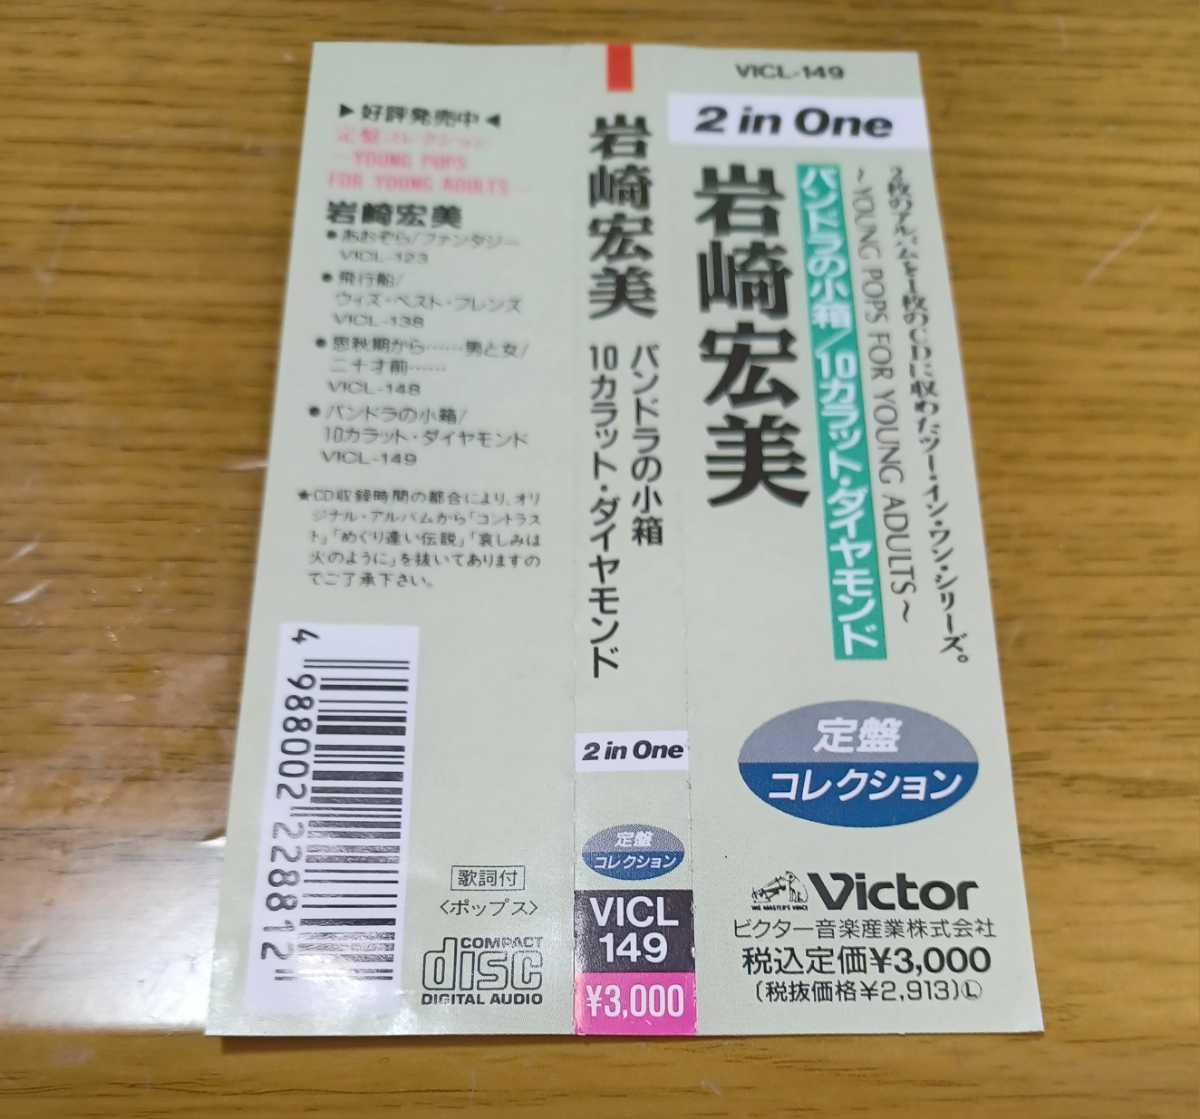 ▶ 好評発売中 ◀
定盤コレクション
—YOUNG POPS
FOR YOUNG ADULTS—
岩崎宏美
● あおぞら/ファンタジー
VICL-123
● 飛行船/
ウィズ・ベスト・フレンズ
VICL-138
● 思秋期から……男と女/
二十才前……
VICL-148
● パンドラの小箱/
10カラット・ダイヤモンド
VICL-149
★CD収録時間の都合により、オリ
ジナル・アルバムから「コントラス
ト」「めぐり逢い伝説」「哀しみは
火のように」を抜いてありますの
でご了承下さい。
4 988002 228812
歌詞付
〈ポップス〉
COMPACT
disc
DIGITAL AUDIO
岩崎宏美
パンドラの小箱
10カラット・ダイヤモンド
2 in One
定盤
コレクション
VICL
149
¥3,000
VICL-149
2 in One
2枚のアルバムを1枚のCDに収めたツー・イン・ワン・シリーズ。
〜YOUNG POPS FOR YOUNG ADULTS〜
パンドラの小箱/10カラット・ダイヤモンド
岩崎宏美
定盤
コレクション
HIS MASTER'S VOICE
Victor
ビクター音楽産業株式会社
税込定価¥3,000
(税抜価格¥2,913)Ⓛ